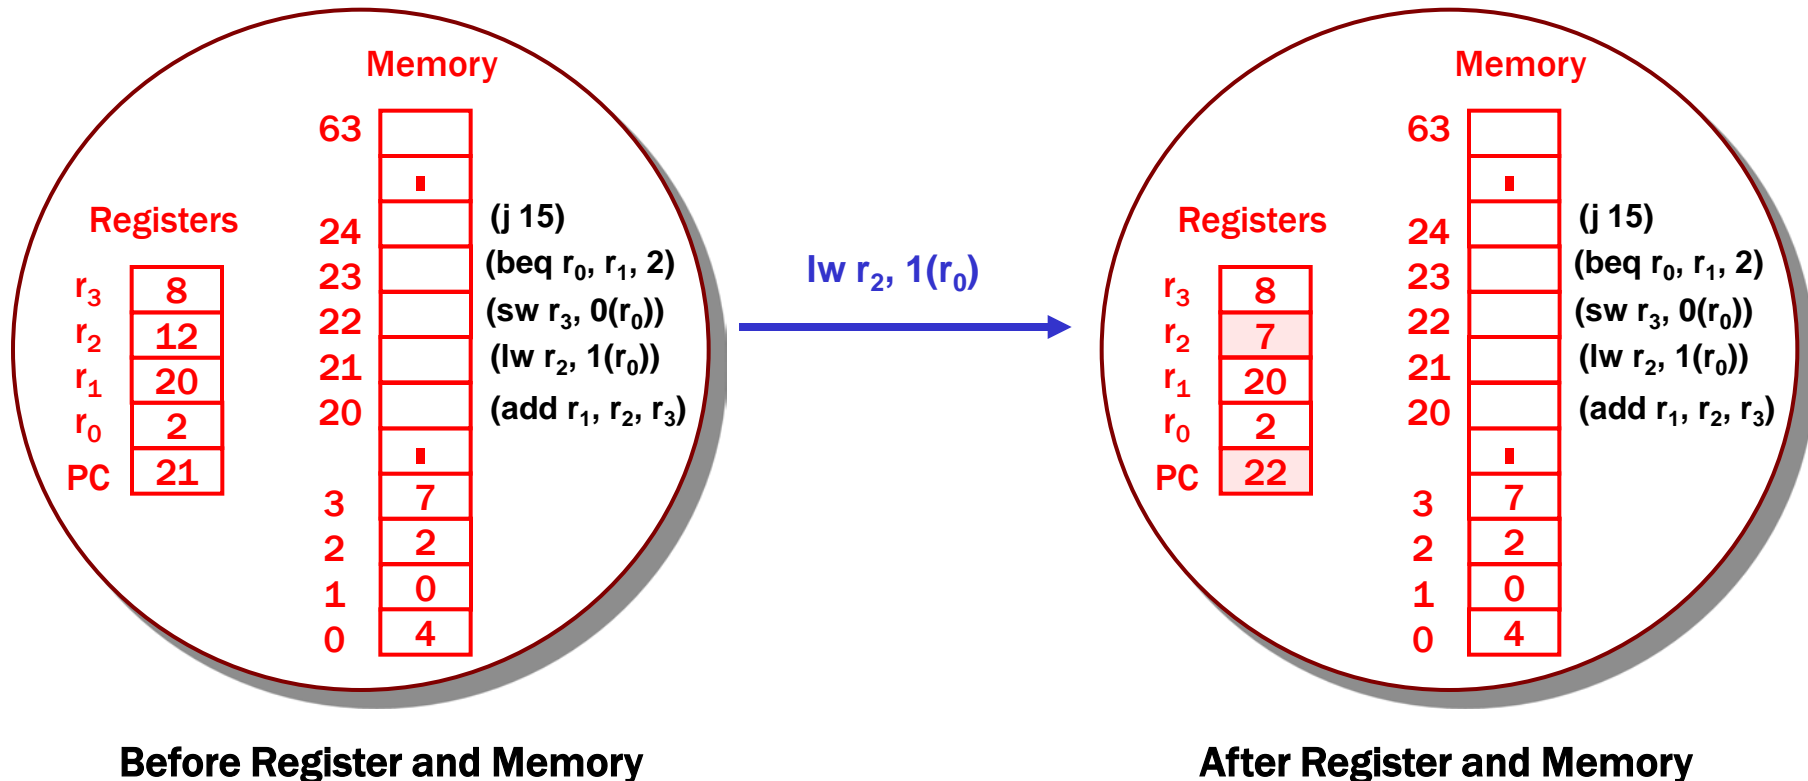 Memory
63
24 (j 15)
Registers
23 (beq r₀, r₁, 2)
r₃ 8
22 (sw r₃, 0(r₀))
r₂ 12
21 (lw r₂, 1(r₀))
r₁ 20
20 (add r₁, r₂, r₃)
r₀ 2
PC 21
3 7
2 2
1 0
0 4
Before Register and Memory
lw r₂, 1(r₀)
Memory
63
24 (j 15)
Registers
23 (beq r₀, r₁, 2)
r₃ 8
22 (sw r₃, 0(r₀))
r₂ 7
21 (lw r₂, 1(r₀))
r₁ 20
20 (add r₁, r₂, r₃)
r₀ 2
PC 22
3 7
2 2
1 0
0 4
After Register and Memory